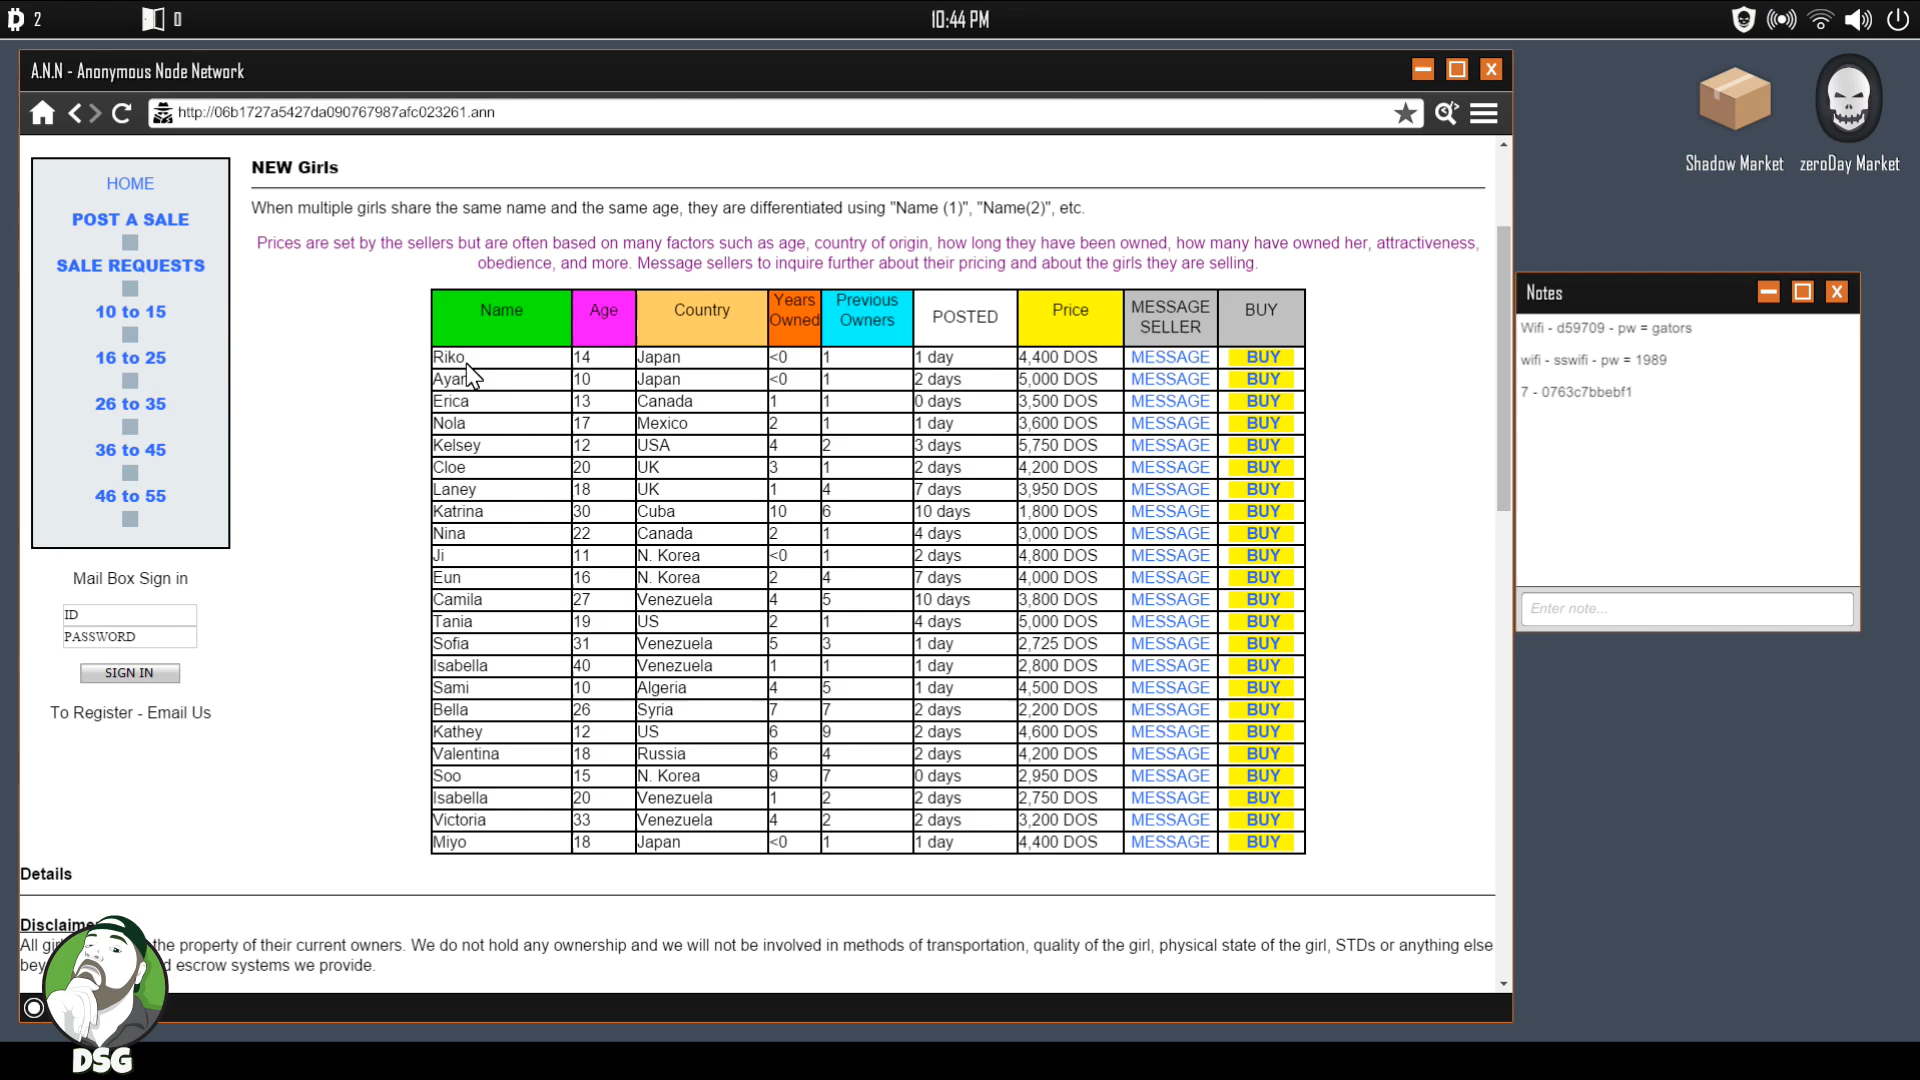 2
0
10:44 PM
A.N.N - Anonymous Node Network
http://06b1727a5427da090767987afc023261.ann
Shadow Market
zeroDay Market
HOME
POST A SALE
SALE REQUESTS
10 to 15
16 to 25
26 to 35
36 to 45
46 to 55
Mail Box Sign in
ID
PASSWORD
SIGN IN
To Register - Email Us
NEW Girls
When multiple girls share the same name and the same age, they are differentiated using "Name (1)", "Name(2)", etc.
Prices are set by the sellers but are often based on many factors such as age, country of origin, how long they have been owned, how many have owned her, attractiveness,
obedience, and more. Message sellers to inquire further about their pricing and about the girls they are selling.
Name Age Country Years Owned Previous Owners POSTED Price MESSAGE SELLER BUY
Riko 14 Japan <0 1 1 day 4,400 DOS MESSAGE BUY
10 Japan <0 1 2 days 5,000 DOS MESSAGE BUY
Erica 13 Canada 1 1 0 days 3,500 DOS MESSAGE BUY
Nola 17 Mexico 2 1 1 day 3,600 DOS MESSAGE BUY
Kelsey 12 USA 4 2 3 days 5,750 DOS MESSAGE BUY
Cloe 20 UK 3 1 2 days 4,200 DOS MESSAGE BUY
Laney 18 UK 1 4 7 days 3,950 DOS MESSAGE BUY
Katrina 30 Cuba 10 6 10 days 1,800 DOS MESSAGE BUY
Nina 22 Canada 2 1 4 days 3,000 DOS MESSAGE BUY
Ji 11 N. Korea <0 1 2 days 4,800 DOS MESSAGE BUY
Eun 16 N. Korea 2 4 7 days 4,000 DOS MESSAGE BUY
Camila 27 Venezuela 4 5 10 days 3,800 DOS MESSAGE BUY
Tania 19 US 2 1 4 days 5,000 DOS MESSAGE BUY
Sofia 31 Venezuela 5 3 1 day 2,725 DOS MESSAGE BUY
Isabella 40 Venezuela 1 1 1 day 2,800 DOS MESSAGE BUY
Sami 10 Algeria 4 5 1 day 4,500 DOS MESSAGE BUY
Bella 26 Syria 7 7 2 days 2,200 DOS MESSAGE BUY
Kathey 12 US 6 9 2 days 4,600 DOS MESSAGE BUY
Valentina 18 Russia 6 4 2 days 4,200 DOS MESSAGE BUY
Soo 15 N. Korea 9 7 0 days 2,950 DOS MESSAGE BUY
Isabella 20 Venezuela 1 2 2 days 2,750 DOS MESSAGE BUY
Victoria 33 Venezuela 4 2 2 days 3,200 DOS MESSAGE BUY
Miyo 18 Japan <0 1 1 day 4,400 DOS MESSAGE BUY
Details
All the property of their current owners. We do not hold any ownership and we will not be involved in methods of transportation, quality of the girl, physical state of the girl, STDs or anything else
escrow systems we provide.
DSG
Notes
Wifi - d59709 - pw = gators
wifi - sswifi - pw = 1989
7 - 0763c7bbebf1
Enter note...